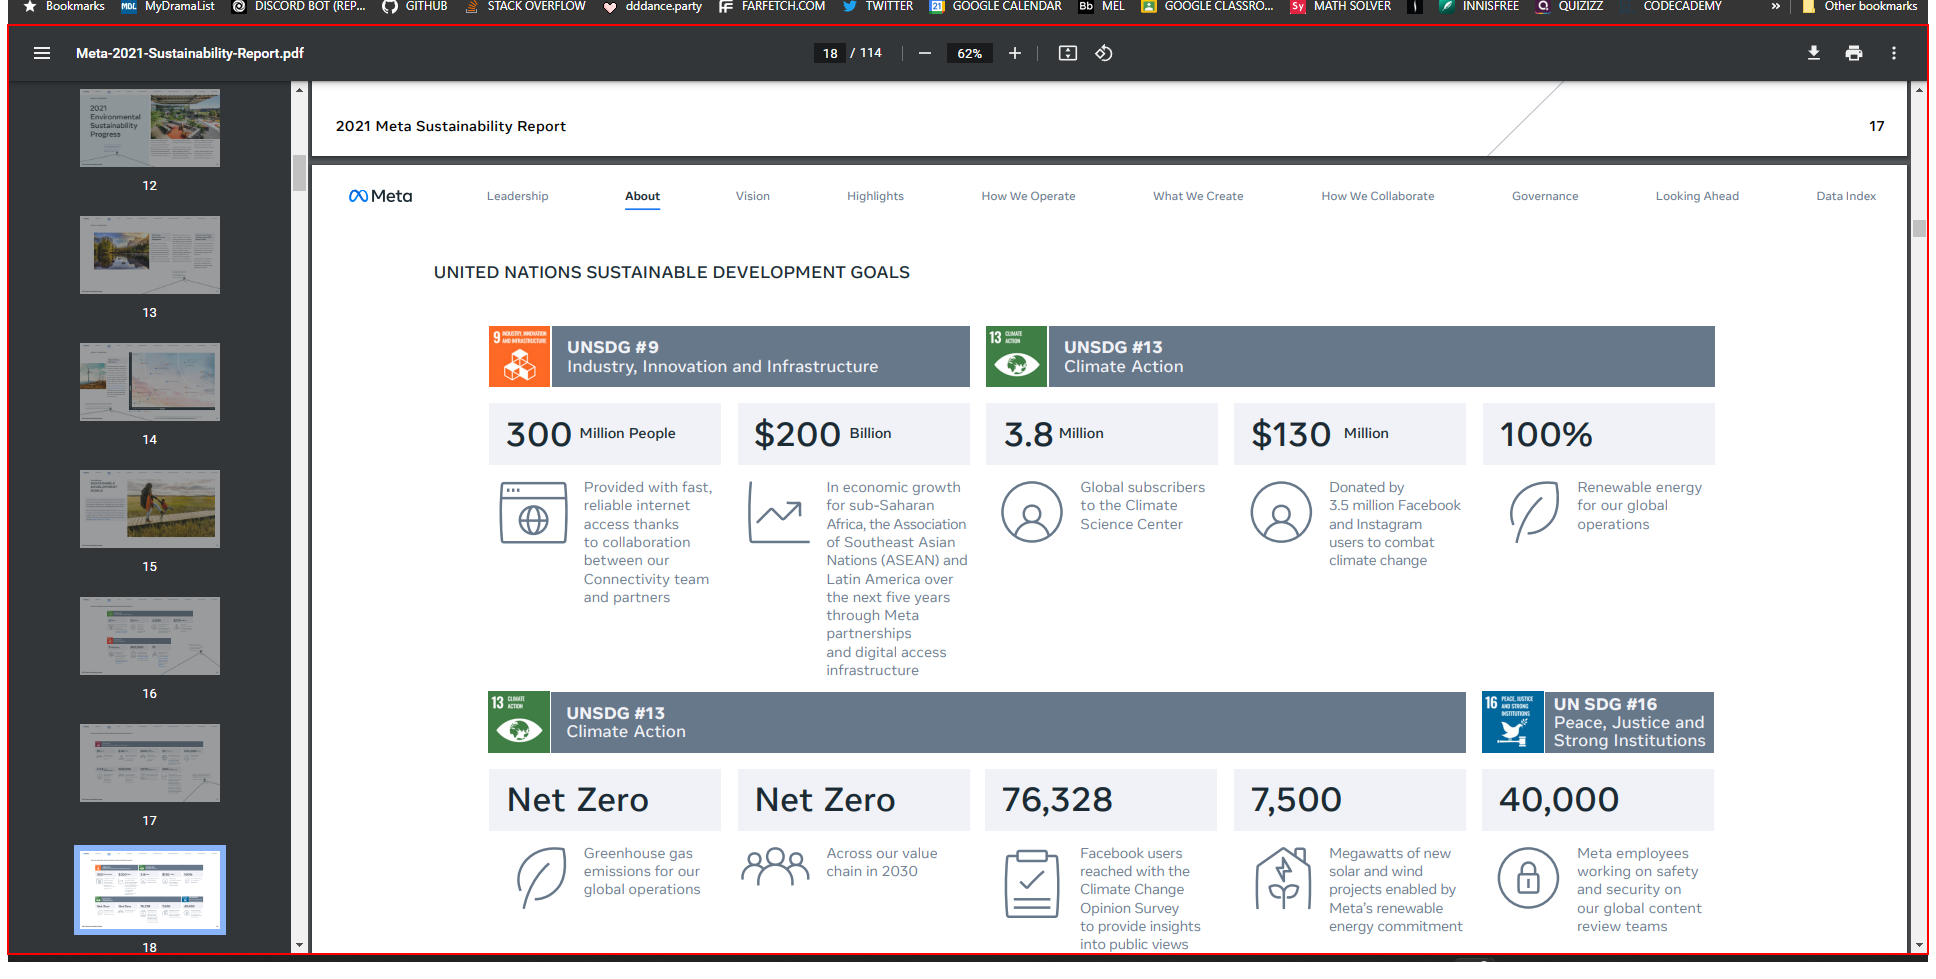 Bookmarks MDL MyDramaList DISCORD BOT (REP... GITHUB STACK OVERFLOW dddance.party FARFETCH.COM TWITTER 21 GOOGLE CALENDAR Bb MEL GOOGLE CLASSRO... Sy MATH SOLVER INNISFREE QUIZIZZ CODECADEMY » Other bookmarks
Meta-2021-Sustainability-Report.pdf 18 / 114 62%
2021
Environmental
Sustainability
Progress
12
13
14
15
16
17
18
2021 Meta Sustainability Report 17
Meta Leadership About Vision Highlights How We Operate What We Create How We Collaborate Governance Looking Ahead Data Index
UNITED NATIONS SUSTAINABLE DEVELOPMENT GOALS
9 INDUSTRY, INNOVATION
AND INFRASTRUCTURE
UNSDG #9
Industry, Innovation and Infrastructure
13 CLIMATE
ACTION
UNSDG #13
Climate Action
300 Million People
Provided with fast,
reliable internet
access thanks
to collaboration
between our
Connectivity team
and partners
$200 Billion
In economic growth
for sub-Saharan
Africa, the Association
of Southeast Asian
Nations (ASEAN) and
Latin America over
the next five years
through Meta
partnerships
and digital access
infrastructure
3.8 Million
Global subscribers
to the Climate
Science Center
$130 Million
Donated by
3.5 million Facebook
and Instagram
users to combat
climate change
100%
Renewable energy
for our global
operations
13 CLIMATE
ACTION
UNSDG #13
Climate Action
16 PEACE, JUSTICE
AND STRONG
INSTITUTIONS
UN SDG #16
Peace, Justice and
Strong Institutions
Net Zero
Greenhouse gas
emissions for our
global operations
Net Zero
Across our value
chain in 2030
76,328
Facebook users
reached with the
Climate Change
Opinion Survey
to provide insights
into public views
7,500
Megawatts of new
solar and wind
projects enabled by
Meta's renewable
energy commitment
40,000
Meta employees
working on safety
and security on
our global content
review teams